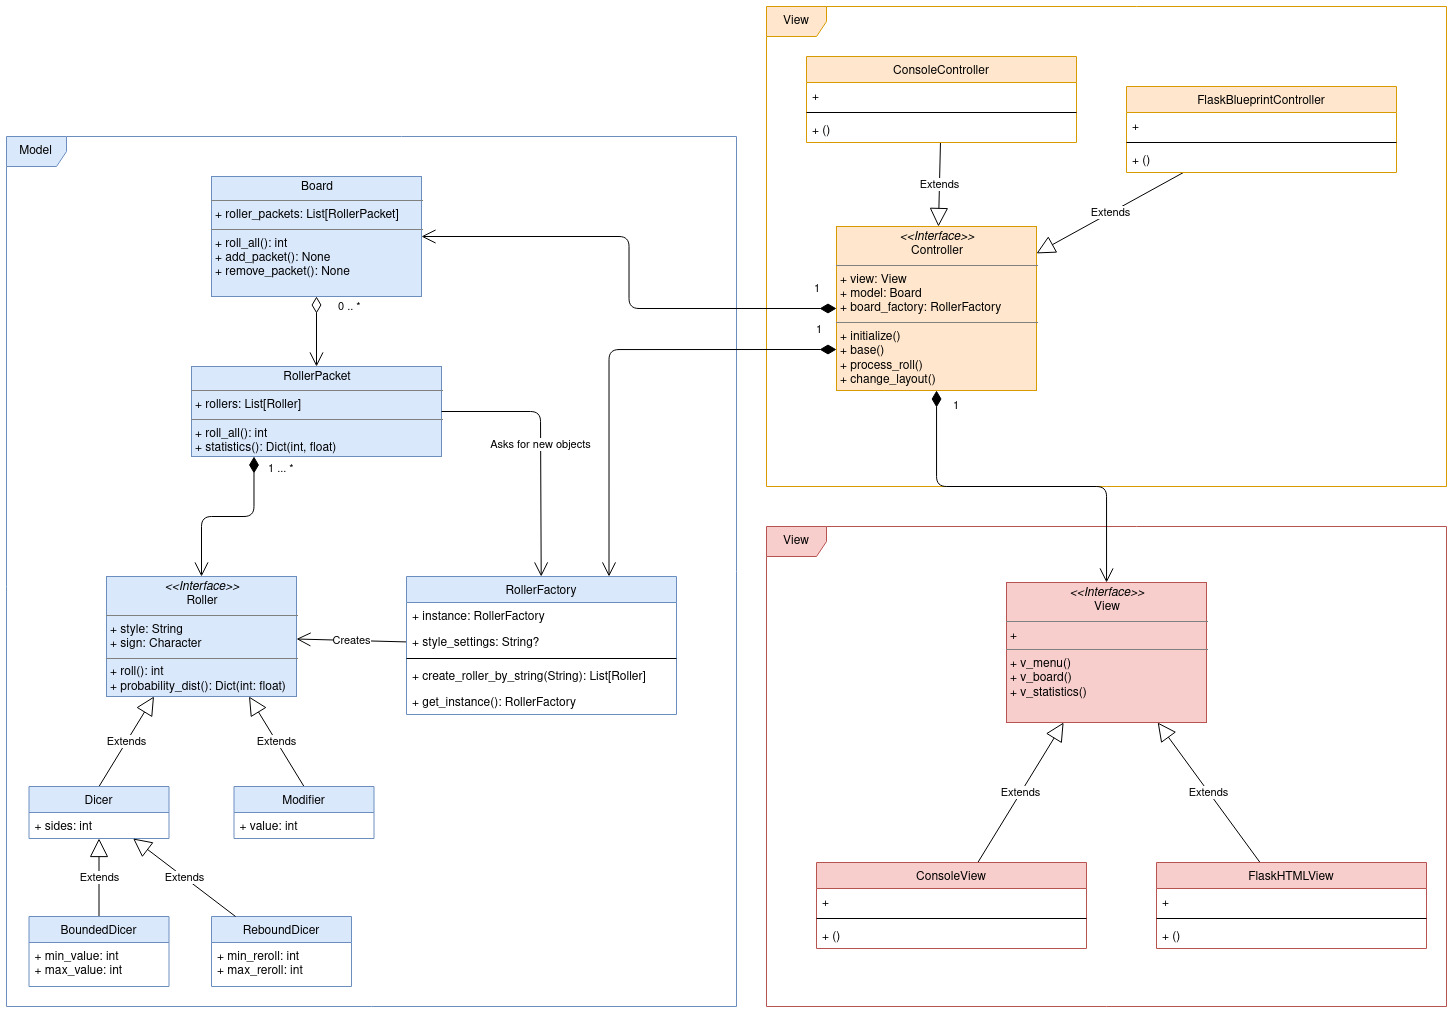 View
ConsoleController
+
+ ()
FlaskBlueprintController
+
+ ()
Extends
Extends
<<Interface>>
Controller
+ view: View
+ model: Board
+ board_factory: RollerFactory
+ initialize()
+ base()
+ process_roll()
+ change_layout()
1
1
1
Model
Board
+ roller_packets: List[RollerPacket]
+ roll_all(): int
+ add_packet(): None
+ remove_packet(): None
0 .. *
RollerPacket
+ rollers: List[Roller]
+ roll_all(): int
+ statistics(): Dict(int, float)
1 ... *
Asks for new objects
<<Interface>>
Roller
+ style: String
+ sign: Character
+ roll(): int
+ probability_dist(): Dict(int: float)
Creates
RollerFactory
+ instance: RollerFactory
+ style_settings: String?
+ create_roller_by_string(String): List[Roller]
+ get_instance(): RollerFactory
Extends
Extends
Dicer
+ sides: int
Modifier
+ value: int
Extends
Extends
BoundedDicer
+ min_value: int
+ max_value: int
ReboundDicer
+ min_reroll: int
+ max_reroll: int
View
<<Interface>>
View
+
+ v_menu()
+ v_board()
+ v_statistics()
Extends
Extends
ConsoleView
+
+ ()
FlaskHTMLView
+
+ ()